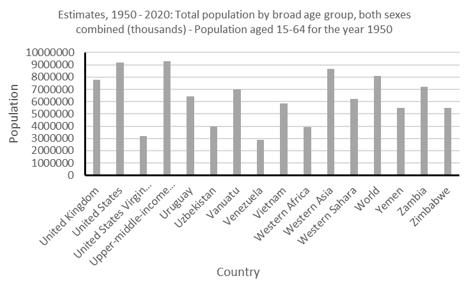 Estimates, 1950 - 2020: Total population by broad age group, both sexes
combined (thousands) - Population aged 15-64 for the year 1950
10000000
9000000
8000000
7000000
6000000
5000000
4000000
3000000
2000000
1000000
0
Population
United Kingdom
United States
United States Virgin...
Upper-middle-income...
Uruguay
Uzbekistan
Vanuatu
Venezuela
Vietnam
Western Africa
Western Asia
Western Sahara
World
Yemen
Zambia
Zimbabwe
Country